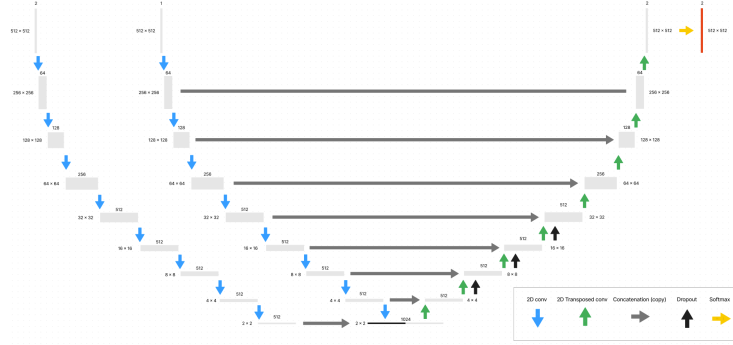 2 1 2 2
512 × 512 512 × 512 512 × 512 512 × 512
64 64 64
256 × 256 256 × 256 256 × 256
128 128 128
128 × 128 128 × 128 128 × 128
256 256 256
64 × 64 64 × 64 64 × 64
512 512 512
32 × 32 32 × 32 32 × 32
512 512 512
16 × 16 16 × 16 16 × 16
512 512 512
8 × 8 8 × 8 8 × 8
512 512 512
4 × 4 4 × 4 4 × 4
512 1024
2 × 2 2 × 2
2D conv 2D Transposed conv Concatenation (copy) Dropout Softmax